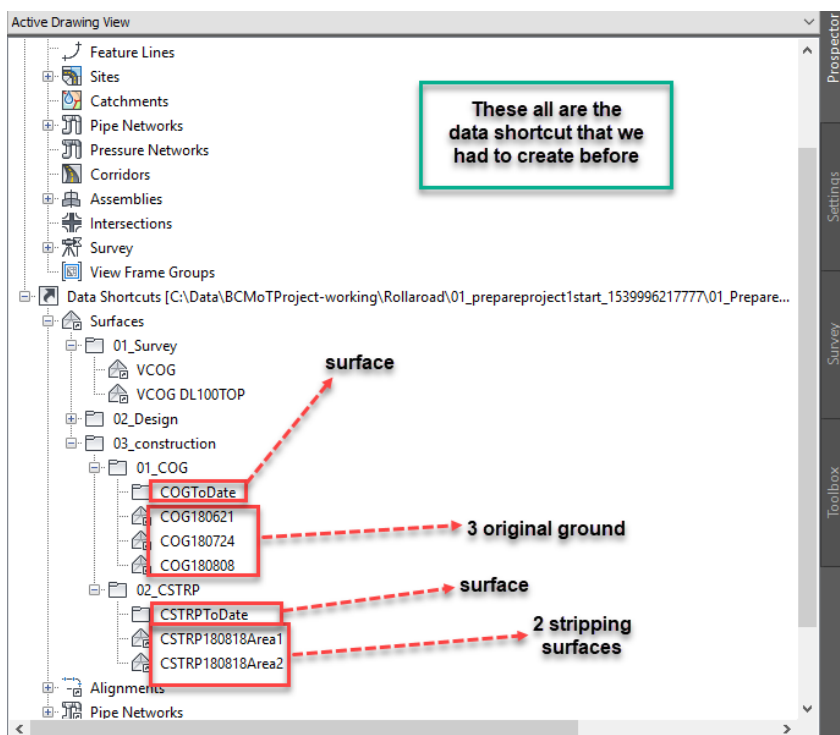 Active Drawing View
Feature Lines
Sites
Catchments
Pipe Networks
Pressure Networks
Corridors
Assemblies
Intersections
Survey
View Frame Groups
These all are the
data shortcut that we
had to create before
Data Shortcuts [C:\Data\BCMoTProject-working\Rollaroad\01_prepareproject1start_1539996217777\01_Prepare...
Surfaces
01_Survey
VCOG
VCOG DL100TOP
02_Design
03_construction
01_COG
COGToDate
COG180621
COG180724
COG180808
02_CSTRP
CSTRPToDate
CSTRP180818Area1
CSTRP180818Area2
Alignments
Pipe Networks
surface
3 original ground
surface
2 stripping
surfaces
Prospector
Settings
Survey
Toolbox